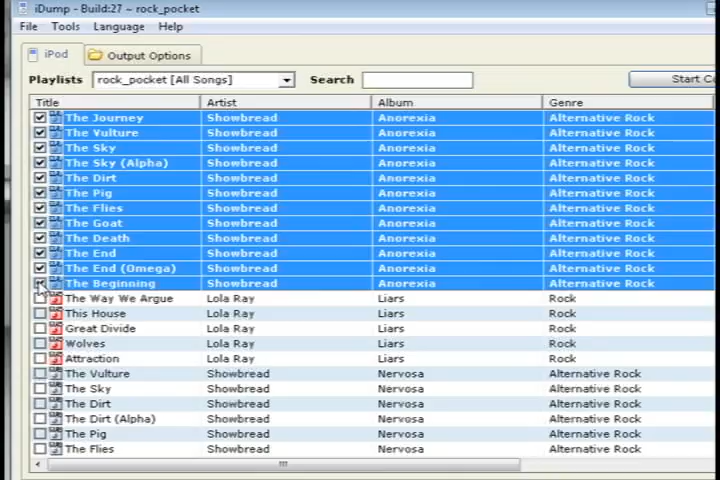 iDump - Build:27 ~ rock_pocket
File Tools Language Help
iPod Output Options
Playlists rock_pocket [All Songs] Search Start Co
Title Artist Album Genre
The Journey Showbread Anorexia Alternative Rock
The Vulture Showbread Anorexia Alternative Rock
The Sky Showbread Anorexia Alternative Rock
The Sky (Alpha) Showbread Anorexia Alternative Rock
The Dirt Showbread Anorexia Alternative Rock
The Pig Showbread Anorexia Alternative Rock
The Flies Showbread Anorexia Alternative Rock
The Goat Showbread Anorexia Alternative Rock
The Death Showbread Anorexia Alternative Rock
The End Showbread Anorexia Alternative Rock
The End (Omega) Showbread Anorexia Alternative Rock
The Beginning Showbread Anorexia Alternative Rock
The Way We Argue Lola Ray Liars Rock
This House Lola Ray Liars Rock
Great Divide Lola Ray Liars Rock
Wolves Lola Ray Liars Rock
Attraction Lola Ray Liars Rock
The Vulture Showbread Nervosa Alternative Rock
The Sky Showbread Nervosa Alternative Rock
The Dirt Showbread Nervosa Alternative Rock
The Dirt (Alpha) Showbread Nervosa Alternative Rock
The Pig Showbread Nervosa Alternative Rock
The Flies Showbread Nervosa Alternative Rock